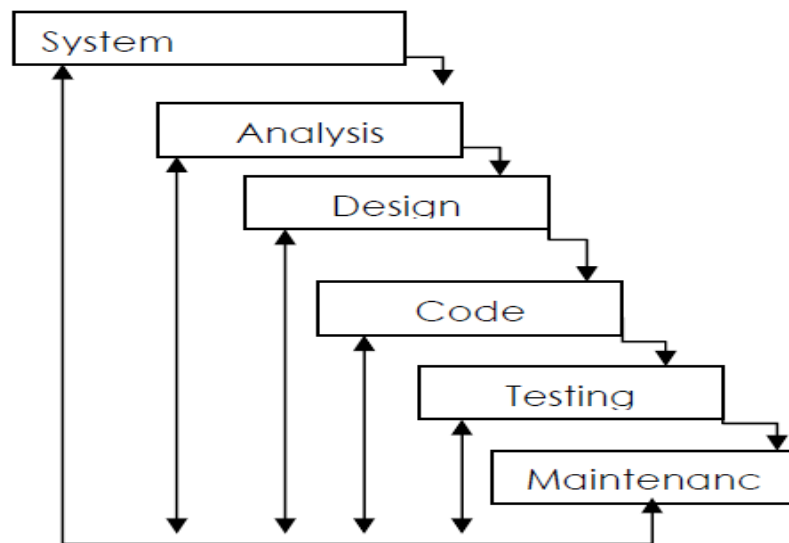 System
Analysis
Design
Code
Testing
Maintenanc